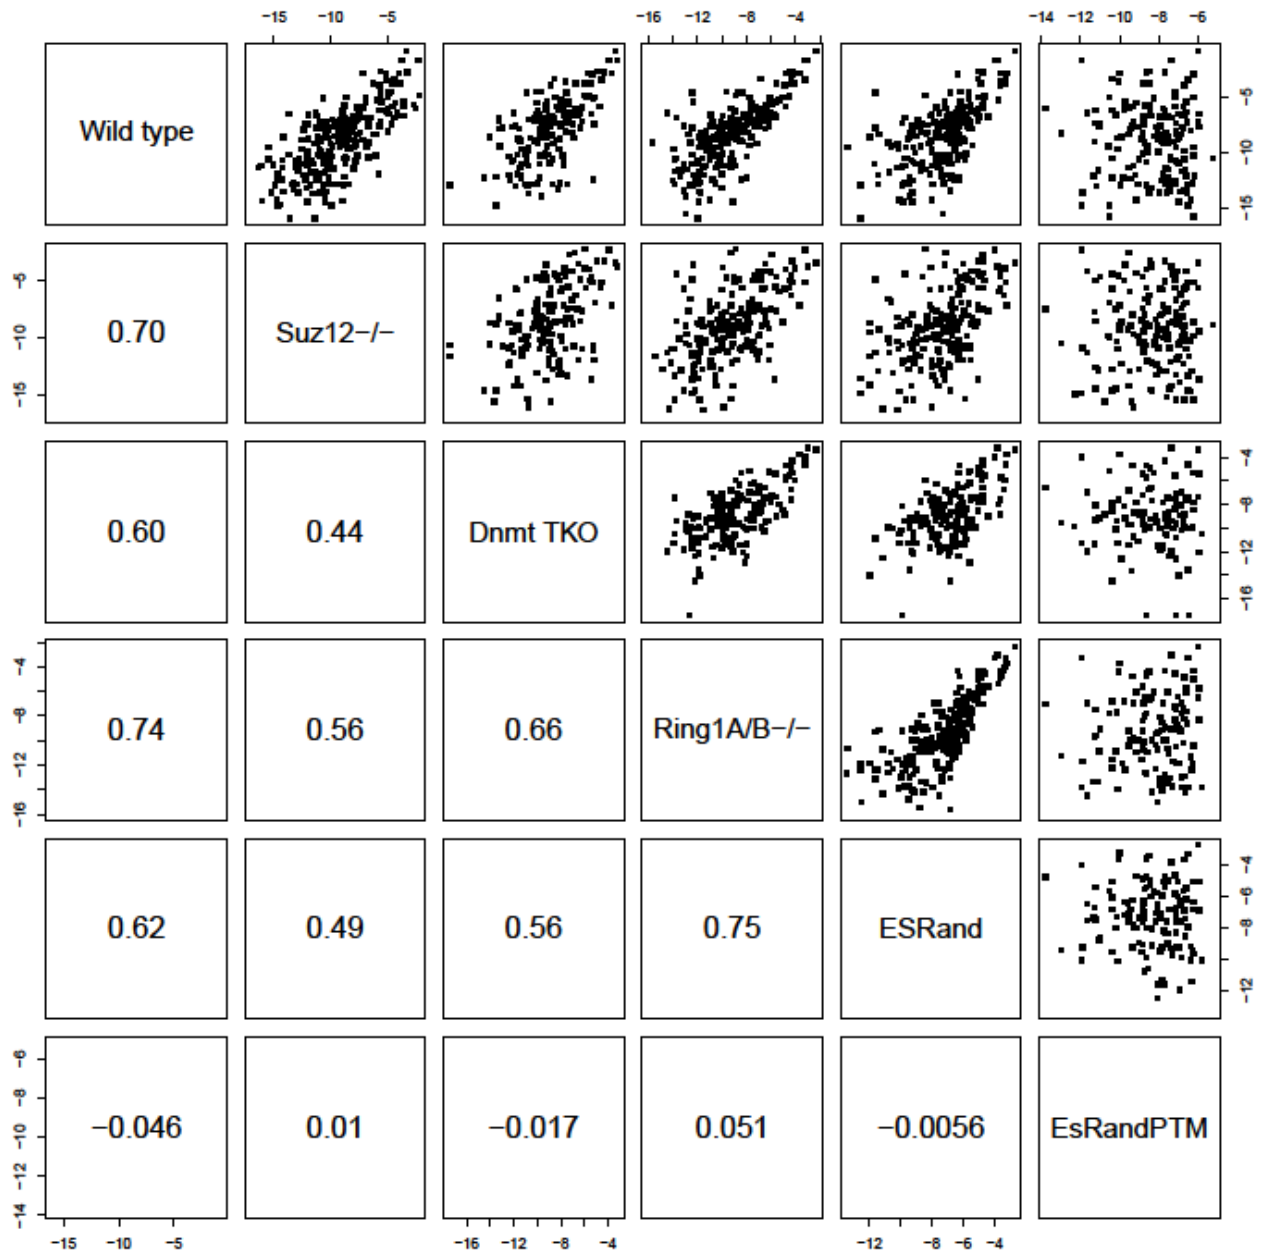 −15 −10 −5 −16 −12 −8 −4 −14 −12 −10 −8 −6
Wild type
−5 −10 −15
−5 −10 −15
0.70 Suz12−/−
0.60 0.44 Dnmt TKO
−4 −8 −12 −16
−4 −8 −12 −16
0.74 0.56 0.66 Ring1A/B−/−
0.62 0.49 0.56 0.75 ESRand
−4 −6 −8 −12
−6 −8 −10 −12 −14
−0.046 0.01 −0.017 0.051 −0.0056 EsRandPTM
−15 −10 −5 −16 −12 −8 −4 −12 −8 −6 −4